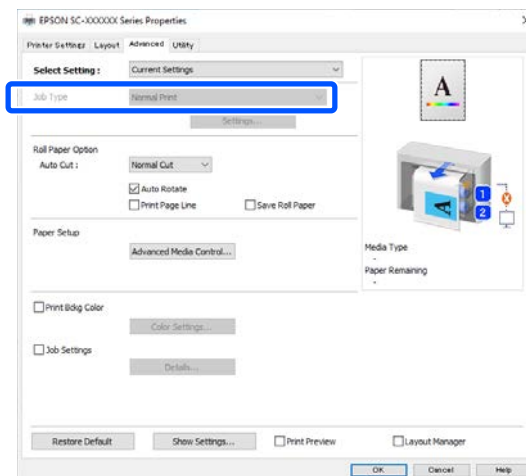 EPSON SC-XXXXXX Series Properties
Printer Settings Layout Advanced Utility
Select Setting : Current Settings
Job Type Normal Print
Settings...
Roll Paper Option
Auto Cut : Normal Cut
Auto Rotate
Print Page Line Save Roll Paper
A
1
2
A
Paper Setup
Advanced Media Control...
Media Type
-
Paper Remaining
-
Print Bckg Color
Color Settings...
Job Settings
Details...
Restore Default Show Settings... Print Preview Layout Manager
OK Cancel Help